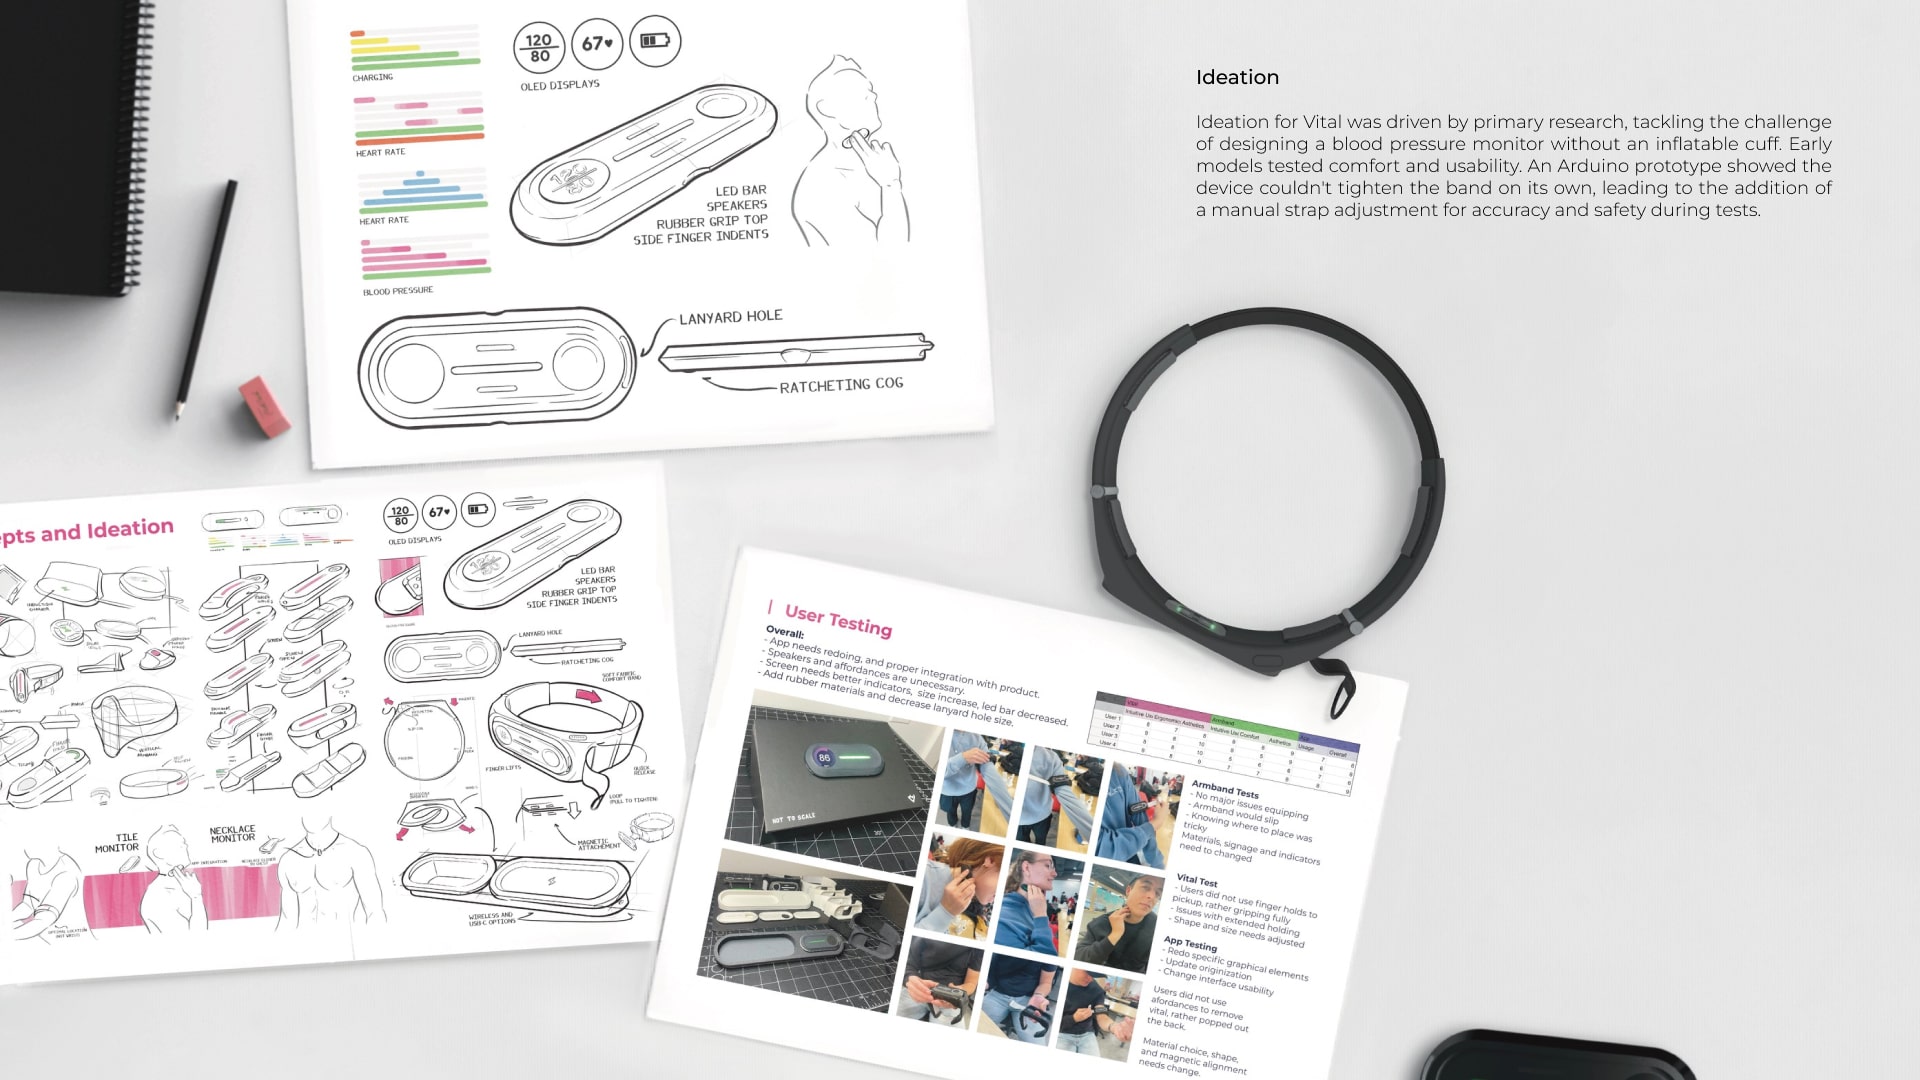 Ideation
Ideation for Vital was driven by primary research, tackling the challenge
of designing a blood pressure monitor without an inflatable cuff. Early
models tested comfort and usability. An Arduino prototype showed the
device couldn't tighten the band on its own, leading to the addition of
a manual strap adjustment for accuracy and safety during tests.
CHARGING
HEART RATE
HEART RATE
BLOOD PRESSURE
120
80
67
OLED DISPLAYS
LED BAR
SPEAKERS
RUBBER GRIP TOP
SIDE FINGER INDENTS
LANYARD HOLE
RATCHETING COG
epts and Ideation
120
80
67
OLED DISPLAYS
LED BAR
SPEAKERS
RUBBER GRIP TOP
SIDE FINGER INDENTS
LANYARD HOLE
RATCHETING COG
SOFT FABRIC
COMFORT BAND
FINGER LIFTS
QUICK
RELEASE
LOOP
(PULL TO TIGHTEN)
MAGNETIC
ATTACHEMENT
WIRELESS AND
USB-C OPTIONS
TILE
MONITOR
NECKLACE
MONITOR
User Testing
Overall:
- App needs redoing, and proper integration with product.
- Speakers and affordances are unecessary.
- Screen needs better indicators, size increase, led bar decreased.
- Add rubber materials and decrease lanyard hole size.
86
NOT TO SCALE
User 1
User 2
User 3
User 4
Armband Tests
- No major issues equipping
- Armband would slip
- Knowing where to place was
tricky
Materials, signage and indicators
need to changed
Vital Test
- Users did not use finger holds to
pickup, rather gripping fully
- Issues with extended holding
- Shape and size needs adjusted
App Testing
- Redo specific graphical elements
- Update originization
- Change interface usability
Users did not use
afordances to remove
vital, rather popped out
the back.
Material choice, shape,
and magnetic alignment
needs change.